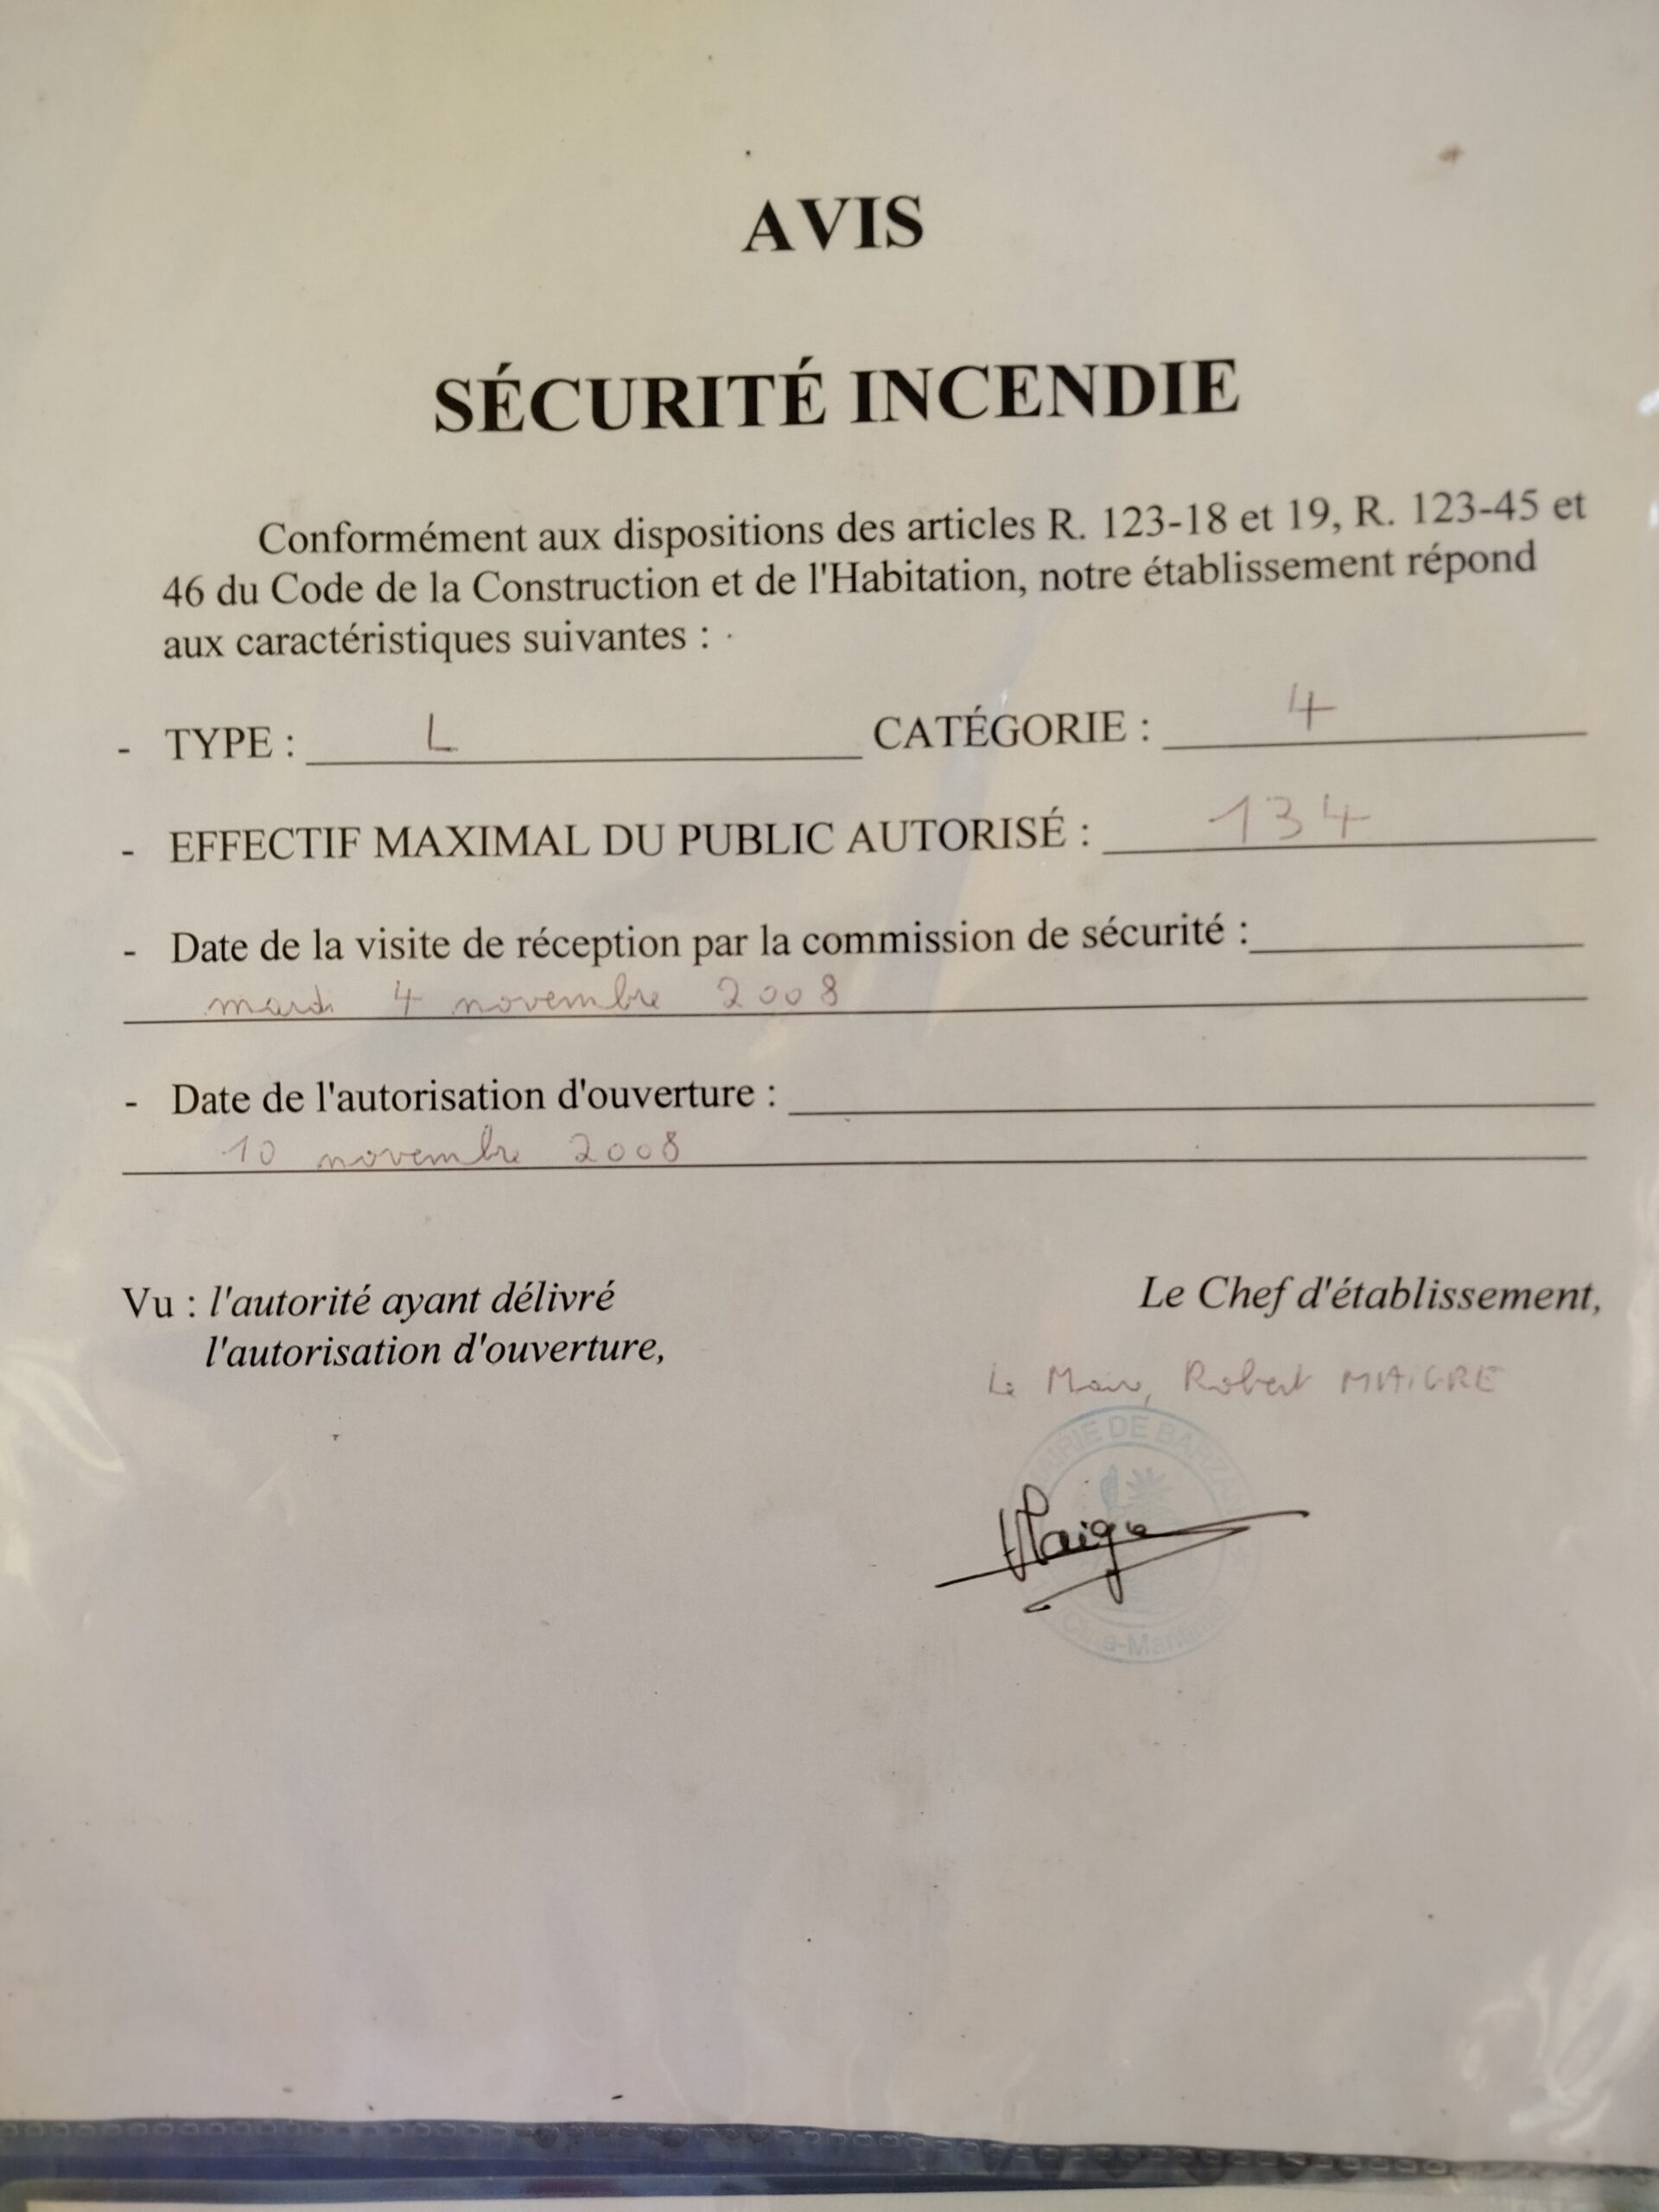 AVIS
SÉCURITÉ INCENDIE
Conformément aux dispositions des articles R. 123-18 et 19, R. 123-45 et
46 du Code de la Construction et de l'Habitation, notre établissement répond
aux caractéristiques suivantes :
- TYPE : L CATÉGORIE : 4
- EFFECTIF MAXIMAL DU PUBLIC AUTORISÉ : 134
- Date de la visite de réception par la commission de sécurité :
mardi 4 novembre 2008
- Date de l'autorisation d'ouverture :
10 novembre 2008
Vu : l'autorité ayant délivré
l'autorisation d'ouverture,
Le Chef d'établissement,
Le Maire, Robert MAIGRE
DE